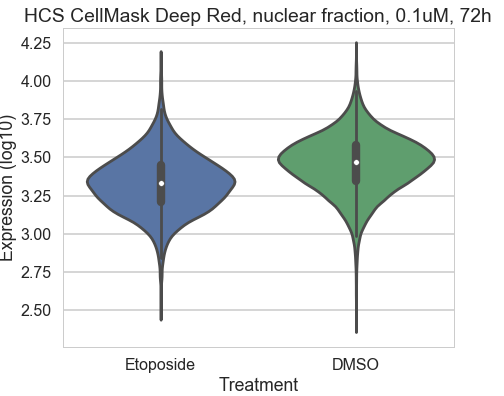 HCS CellMask Deep Red, nuclear fraction, 0.1uM, 72h
Expression (log10)
4.25
4.00
3.75
3.50
3.25
3.00
2.75
2.50
Etoposide DMSO
Treatment